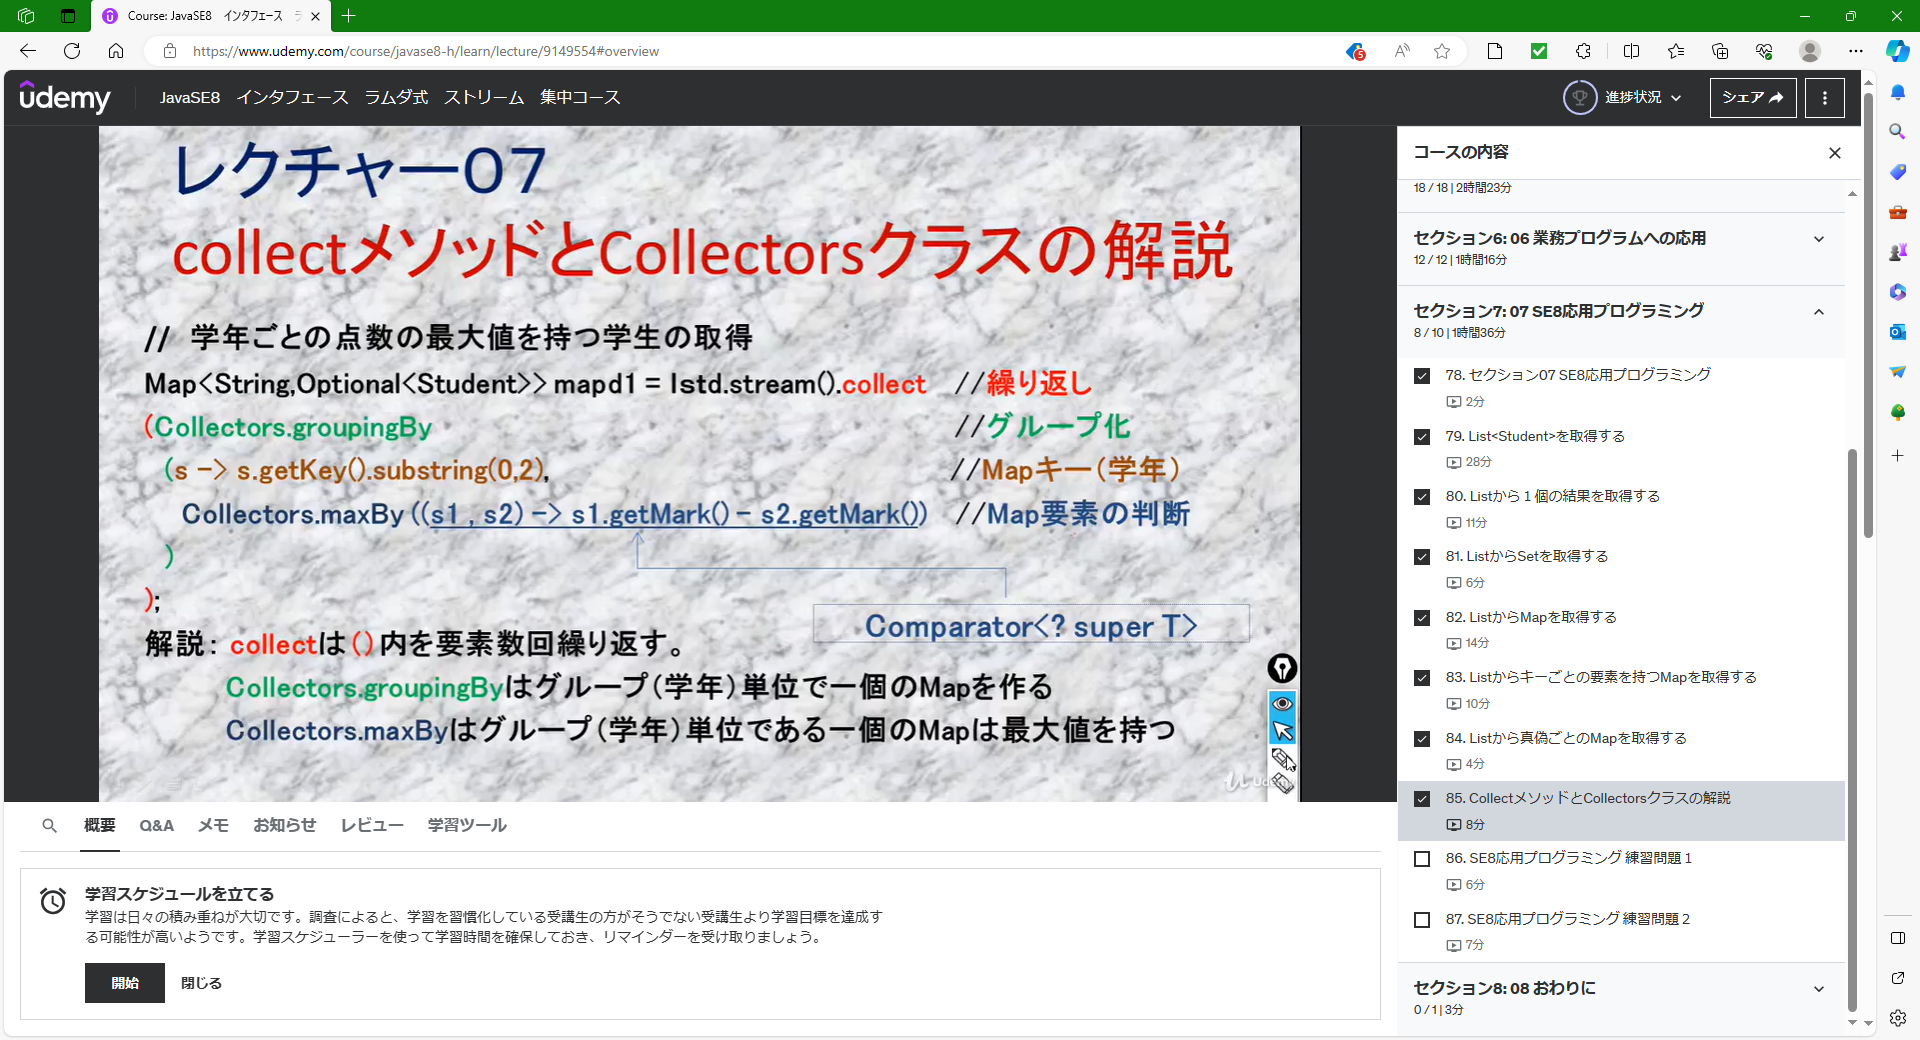 Course: JavaSE8 インタフェース ラ
https://www.udemy.com/course/javase8-h/learn/lecture/9149554#overview
5
udemy
JavaSE8 インタフェース ラムダ式 ストリーム 集中コース
進捗状況
シェア
レクチャー07
collectメソッドとCollectorsクラスの解説
// 学年ごとの点数の最大値を持つ学生の取得
Map<String,Optional<Student>> mapd1 = lstd.stream().collect //繰り返し
(Collectors.groupingBy //グループ化
(s -> s.getKey().substring(0,2), //Mapキー(学年)
Collectors.maxBy ((s1 , s2) -> s1.getMark() - s2.getMark()) //Map要素の判断
)
);
Comparator<? super T>
解説: collectは()内を要素数回繰り返す。
Collectors.groupingByはグループ(学年)単位で一個のMapを作る
Collectors.maxByはグループ(学年)単位である一個のMapは最大値を持つ
概要 Q&A メモ お知らせ レビュー 学習ツール
学習スケジュールを立てる
学習は日々の積み重ねが大切です。調査によると、学習を習慣化している受講生の方がそうでない受講生より学習目標を達成す
る可能性が高いようです。学習スケジューラーを使って学習時間を確保しておき、リマインダーを受け取りましょう。
開始 閉じる
コースの内容
18 / 18 | 2時間23分
セクション6: 06 業務プログラムへの応用
12 / 12 | 1時間16分
セクション7: 07 SE8応用プログラミング
8 / 10 | 1時間36分
78. セクション07 SE8応用プログラミング
2分
79. List<Student>を取得する
28分
80. Listから1個の結果を取得する
11分
81. ListからSetを取得する
6分
82. ListからMapを取得する
14分
83. Listからキーごとの要素を持つMapを取得する
10分
84. Listから真偽ごとのMapを取得する
4分
85. CollectメソッドとCollectorsクラスの解説
8分
86. SE8応用プログラミング 練習問題1
6分
87. SE8応用プログラミング 練習問題2
7分
セクション8: 08 おわりに
0 / 1 | 3分